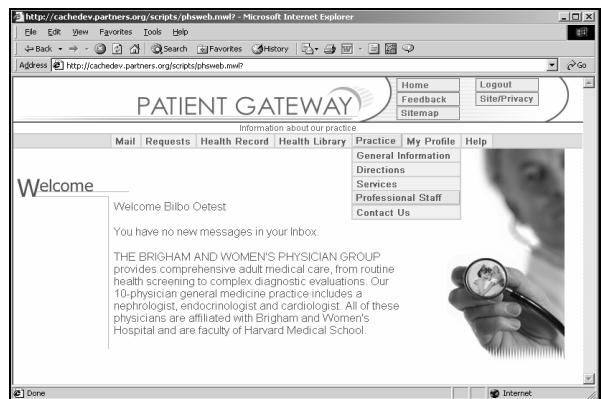 http://cachedev.partners.org/scripts/phsweb.mwl? - Microsoft Internet Explorer
File Edit View Favorites Tools Help
Back Search Favorites History
Address http://cachedev.partners.org/scripts/phsweb.mwl? Go
PATIENT GATEWAY
Home Logout
Feedback Site/Privacy
Sitemap
Information about our practice
Mail Requests Health Record Health Library Practice My Profile Help
General Information
Directions
Services
Professional Staff
Contact Us
Welcome
Welcome Bilbo Oetest
You have no new messages in your Inbox.
THE BRIGHAM AND WOMEN'S PHYSICIAN GROUP
provides comprehensive adult medical care, from routine
health screening to complex diagnostic evaluations. Our
10-physician general medicine practice includes a
nephrologist, endocrinologist and cardiologist. All of these
physicians are affiliated with Brigham and Women's
Hospital and are faculty of Harvard Medical School.
Done Internet